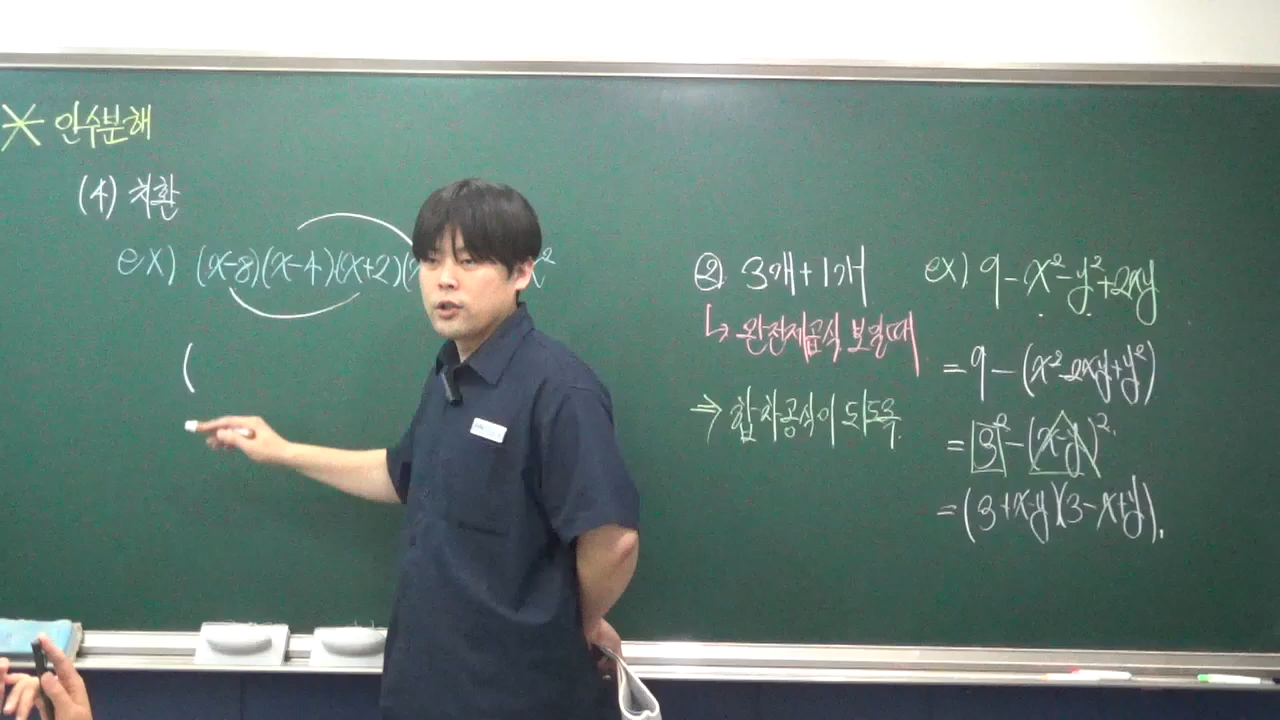 * 인수분해
(4) 치환
ex) (x-8)(x-4)(x+2)(
(
② 3개+1개
↳ 완전제곱식 보일때
⇒ 합차공식이 되도록
ex) 9-x²-y²+2xy
=9-(x²-2xy+y²)
=3²-(x-y)².
=(3+x-y)(3-x+y).